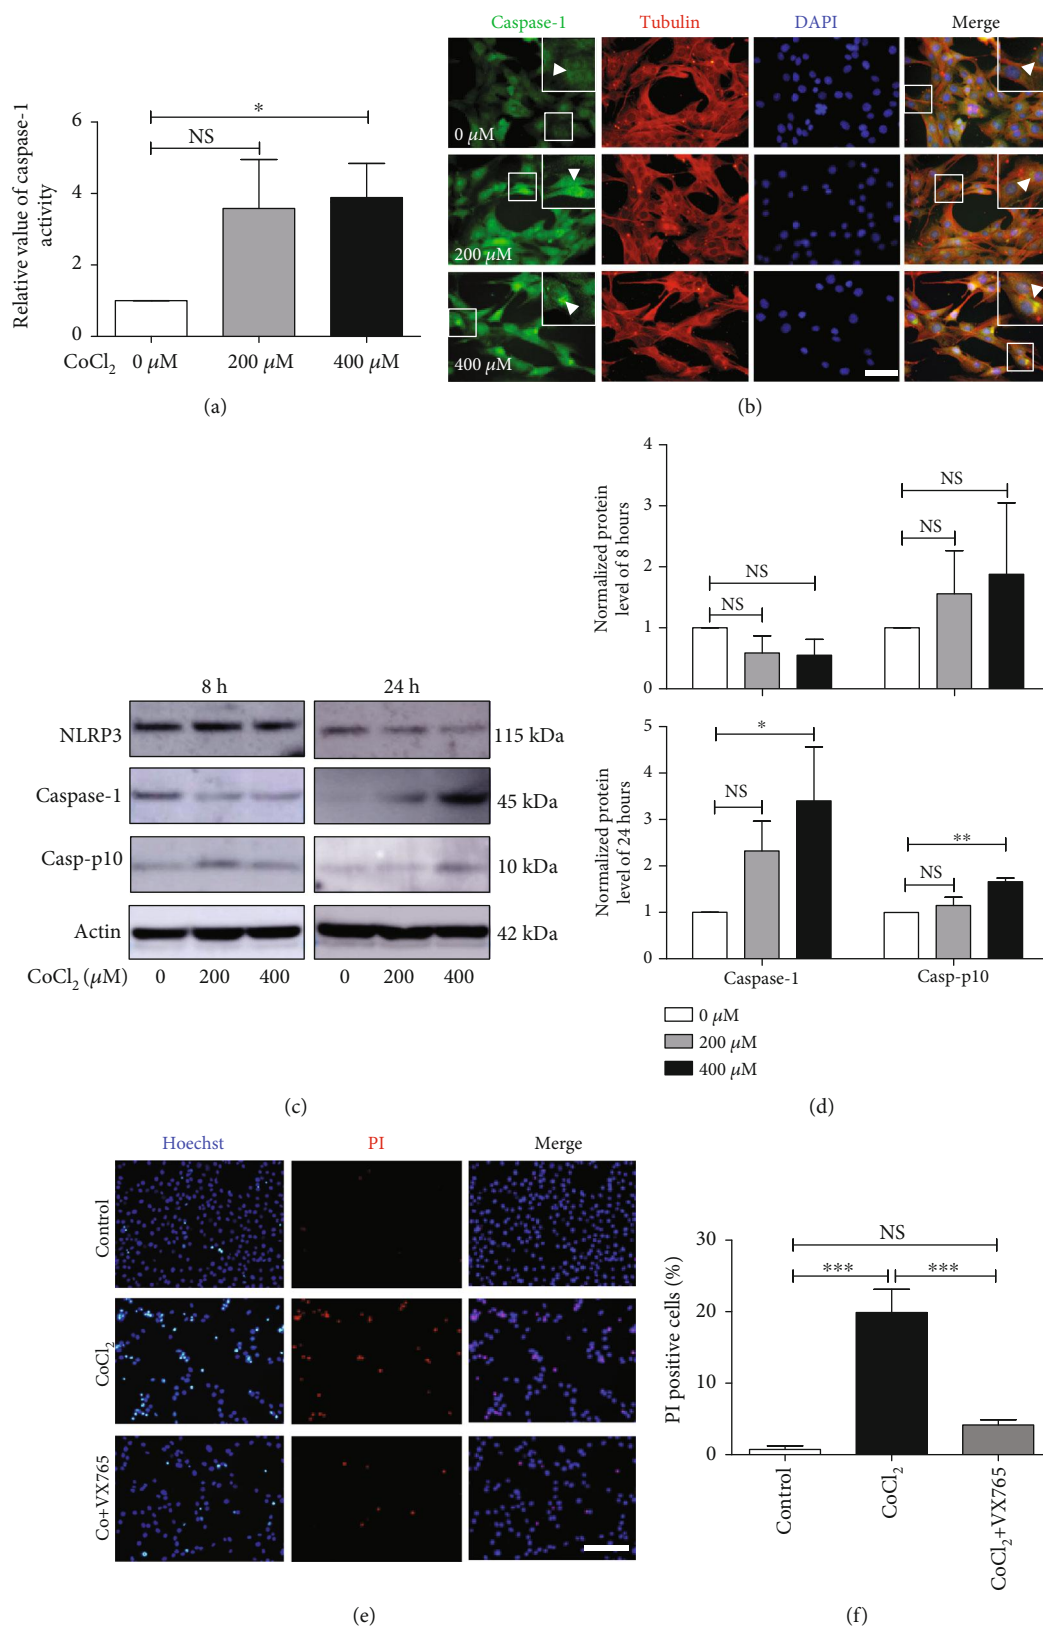 Relative value of caspase-1
activity
8
6
4
2
0
*
NS
CoCl2 0 μM 200 μM 400 μM
(a)
Caspase-1 Tubulin DAPI Merge
0 μM
200 μM
400 μM
(b)
8 h 24 h
NLRP3 115 kDa
Caspase-1 45 kDa
Casp-p10 10 kDa
Actin 42 kDa
CoCl2 (μM) 0 200 400 0 200 400
(c)
Normalized protein
level of 8 hours
4
3
2
1
0
NS
NS
NS
NS
Normalized protein
level of 24 hours
5
4
3
2
1
0
*
NS
**
NS
Caspase-1 Casp-p10
0 μM
200 μM
400 μM
(d)
Hoechst PI Merge
Control
CoCl2
Co+VX765
(e)
PI positive cells (%)
30
20
10
0
NS
*** ***
Control CoCl2 CoCl2+VX765
(f)